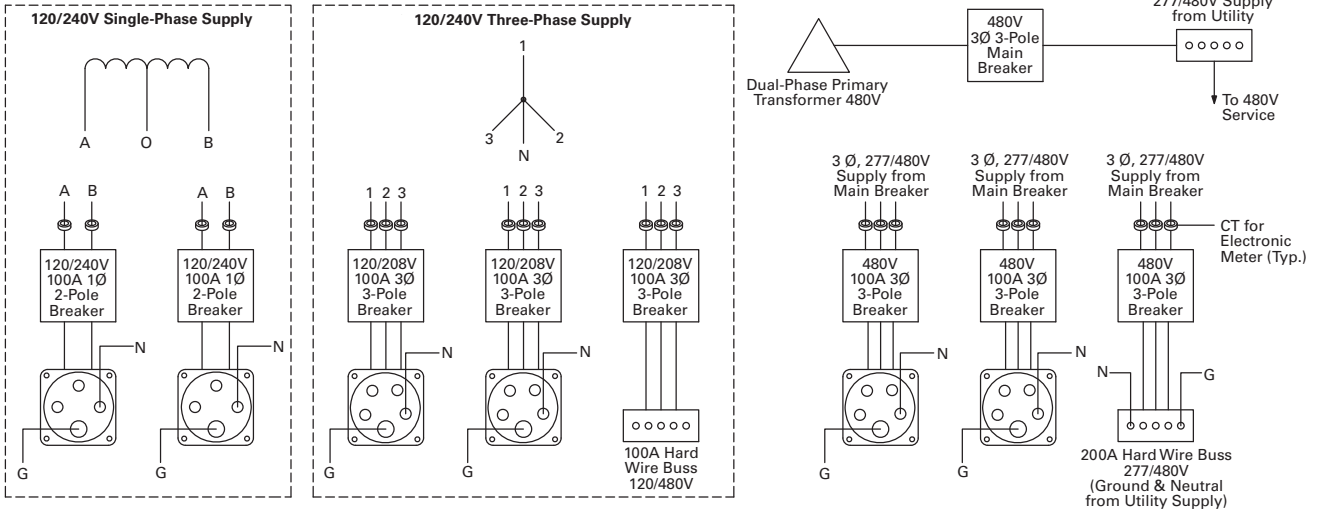 120/240V Single-Phase Supply
A
O
B
A B
A B
120/240V
100A 1Ø
2-Pole
Breaker
120/240V
100A 1Ø
2-Pole
Breaker
N
N
G
G
120/240V Three-Phase Supply
1
3
2
N
1 2 3
1 2 3
1 2 3
120/208V
100A 3Ø
3-Pole
Breaker
120/208V
100A 3Ø
3-Pole
Breaker
120/208V
100A 3Ø
3-Pole
Breaker
N
N
G
G
100A Hard
Wire Buss
120/480V
Dual-Phase Primary
Transformer 480V
480V
3Ø 3-Pole
Main
Breaker
277/480V Supply
from Utility
To 480V
Service
3 Ø, 277/480V
Supply from
Main Breaker
3 Ø, 277/480V
Supply from
Main Breaker
3 Ø, 277/480V
Supply from
Main Breaker
CT for
Electronic
Meter (Typ.)
480V
100A 3Ø
3-Pole
Breaker
480V
100A 3Ø
3-Pole
Breaker
480V
100A 3Ø
3-Pole
Breaker
N
N
N
G
G
G
200A Hard Wire Buss
277/480V
(Ground & Neutral
from Utility Supply)